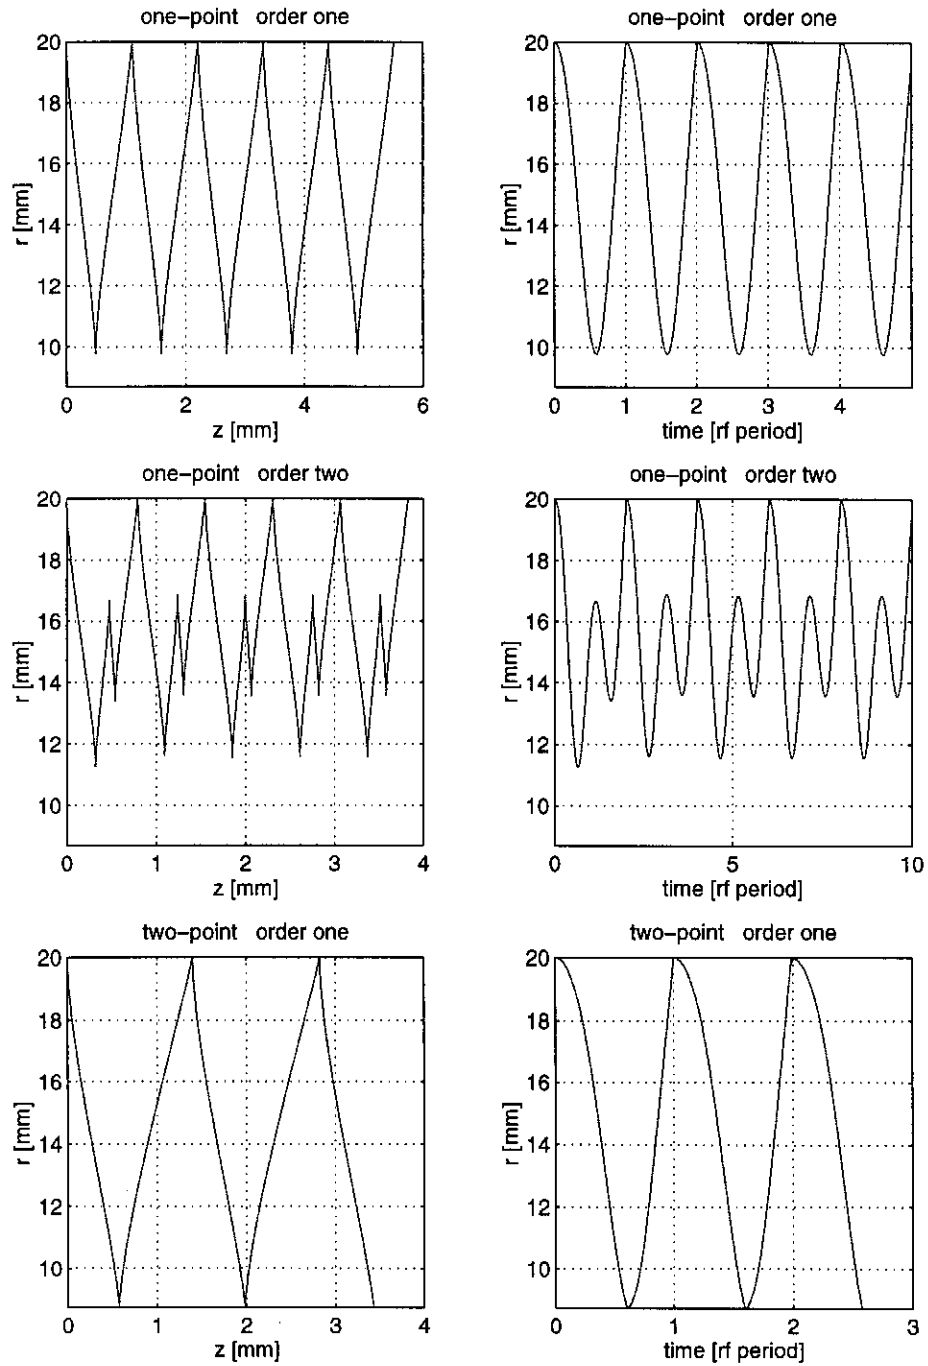 one-point order one
20
18
16
14
12
10
r [mm]
0 2 4 6
z [mm]
one-point order one
20
18
16
14
12
10
r [mm]
0 1 2 3 4
time [rf period]
one-point order two
20
18
16
14
12
10
r [mm]
0 1 2 3 4
z [mm]
one-point order two
20
18
16
14
12
10
r [mm]
0 5 10
time [rf period]
two-point order one
20
18
16
14
12
10
r [mm]
0 1 2 3 4
z [mm]
two-point order one
20
18
16
14
12
10
r [mm]
0 1 2 3
time [rf period]